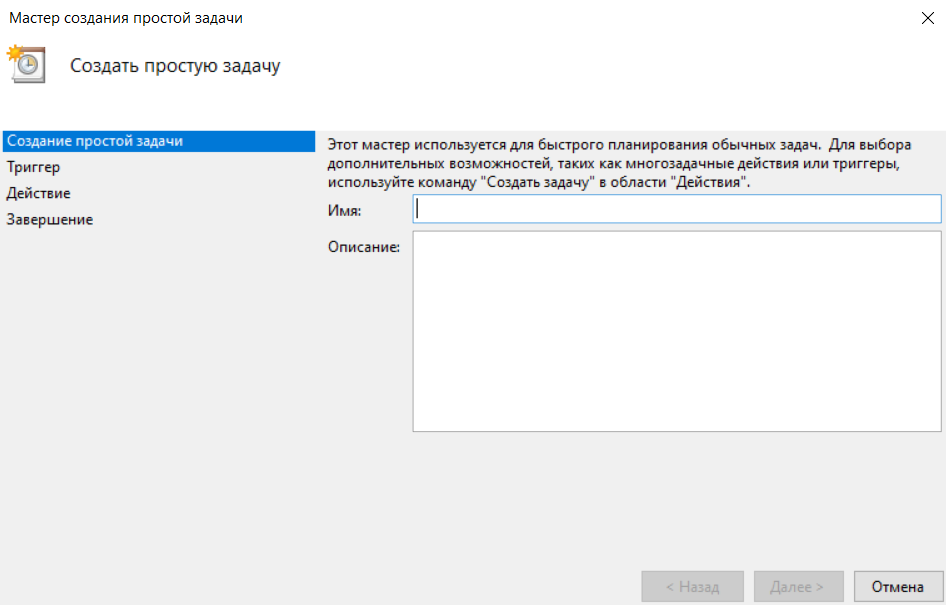 Мастер создания простой задачи
Создать простую задачу
Создание простой задачи
Триггер
Действие
Завершение
Этот мастер используется для быстрого планирования обычных задач.  Для выбора
дополнительных возможностей, таких как многозадачные действия или триггеры,
используйте команду "Создать задачу" в области "Действия".
Имя:
Описание:
< Назад
Далее >
Отмена